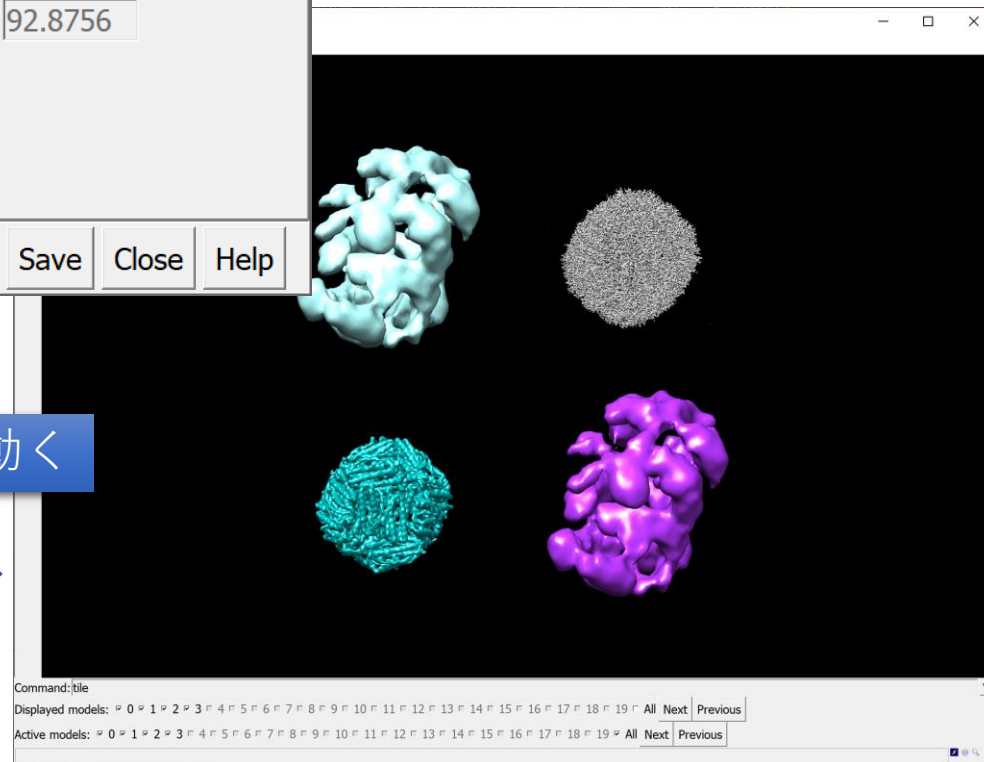 92.8756
Save Close Help
動く
Command: tile
Displayed models: 0 1 2 3 4 5 6 7 8 9 10 11 12 13 14 15 16 17 18 19 All Next Previous
Active models: 0 1 2 3 4 5 6 7 8 9 10 11 12 13 14 15 16 17 18 19 All Next Previous